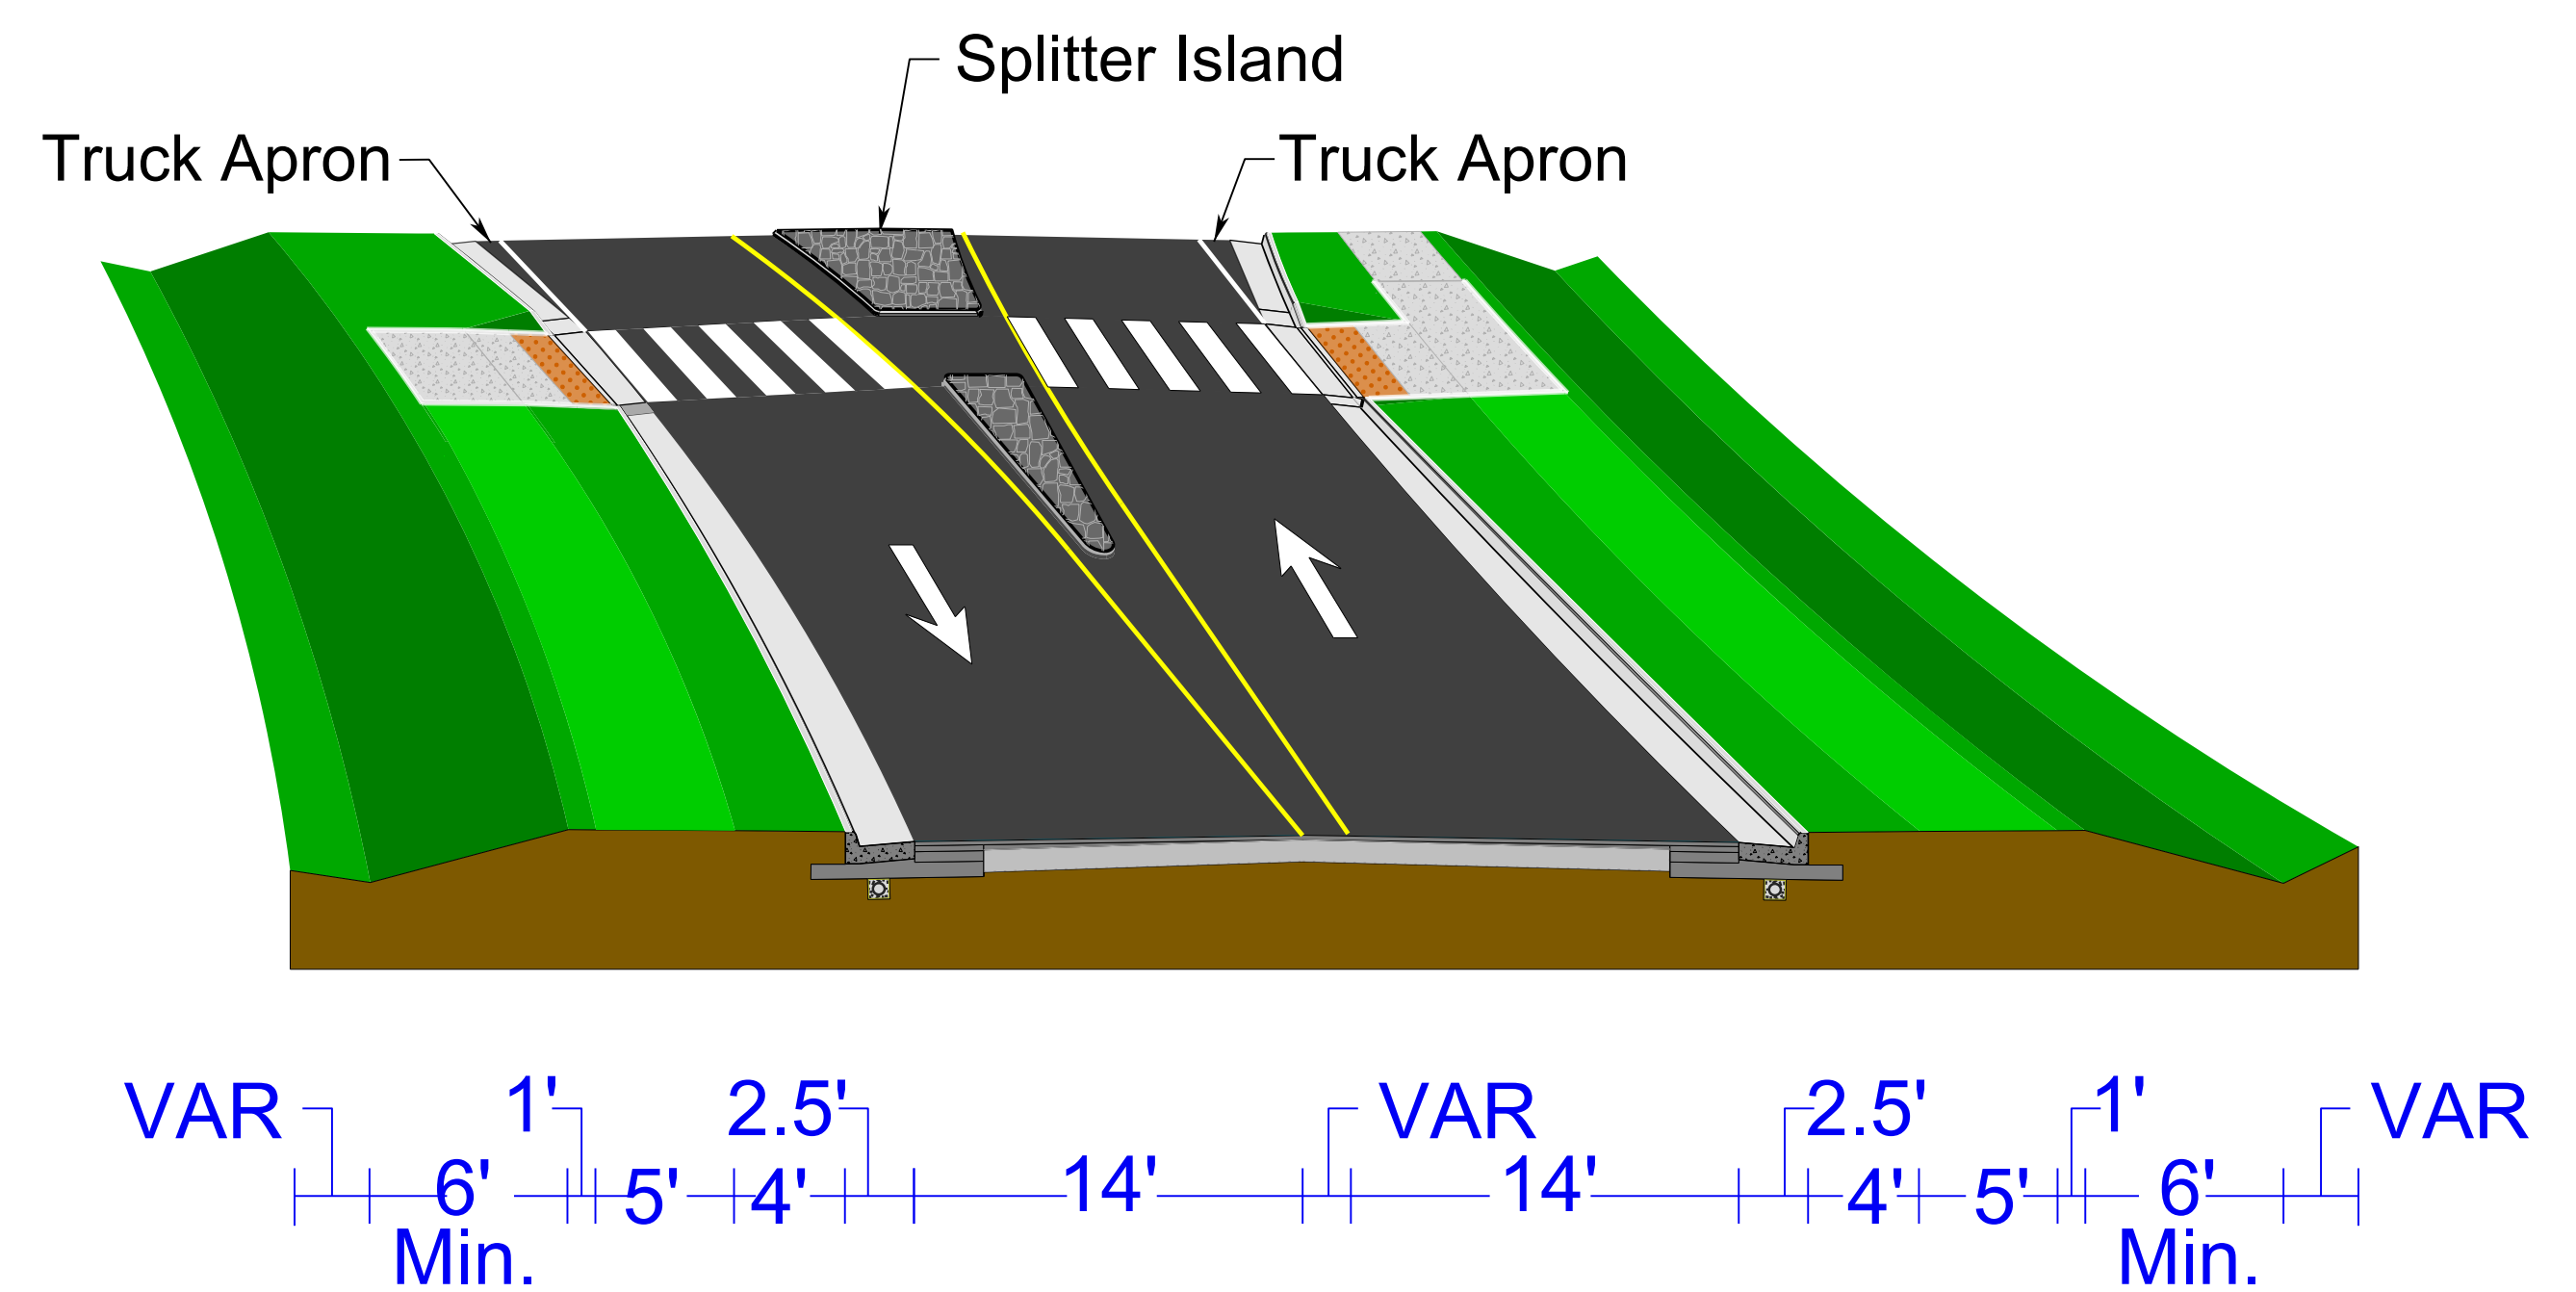 Splitter Island
Truck Apron
Truck Apron
VAR
1'
2.5'
VAR
2.5'
1'
VAR
6'
Min.
5'
4'
14'
14'
4'
5'
6'
Min.